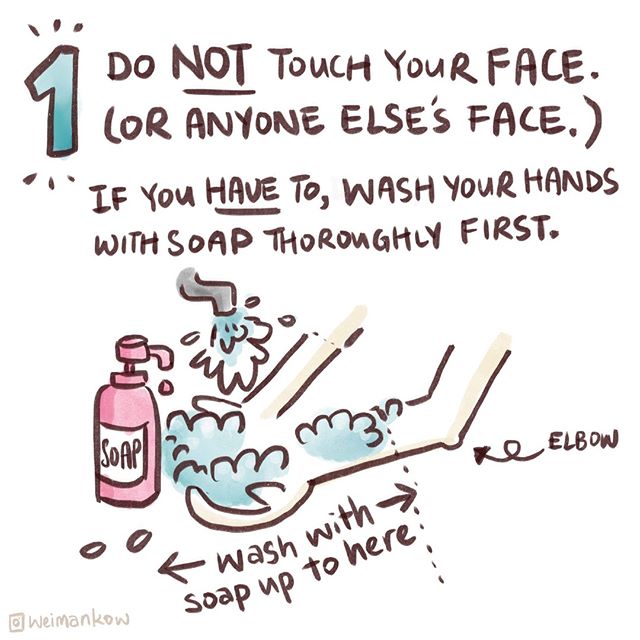 1 DO NOT TOUCH YOUR FACE.
(OR ANYONE ELSE'S FACE.)
IF YOU HAVE TO, WASH YOUR HANDS
WITH SOAP THOROUGHLY FIRST.
SOAP
ELBOW
← wash with →
soap up to here
@weimankow